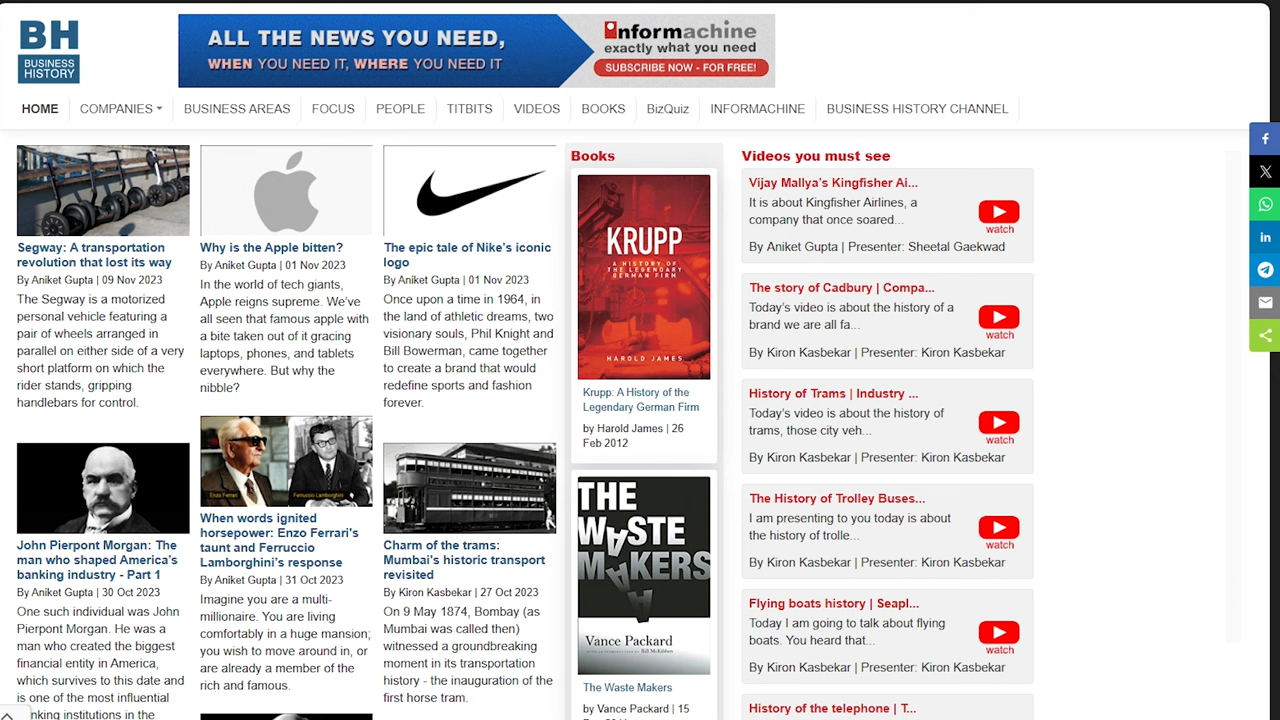 BH
BUSINESS
HISTORY
ALL THE NEWS YOU NEED,
WHEN YOU NEED IT, WHERE YOU NEED IT
informachine
exactly what you need
SUBSCRIBE NOW - FOR FREE!
HOME
COMPANIES
BUSINESS AREAS
FOCUS
PEOPLE
TITBITS
VIDEOS
BOOKS
BizQuiz
INFORMACHINE
BUSINESS HISTORY CHANNEL
Segway: A transportation
revolution that lost its way
By Aniket Gupta | 09 Nov 2023
The Segway is a motorized
personal vehicle featuring a
pair of wheels arranged in
parallel on either side of a very
short platform on which the
rider stands, gripping
handlebars for control.
Why is the Apple bitten?
By Aniket Gupta | 01 Nov 2023
In the world of tech giants,
Apple reigns supreme. We’ve
all seen that famous apple with
a bite taken out of it gracing
laptops, phones, and tablets
everywhere. But why the
nibble?
The epic tale of Nike’s iconic
logo
By Aniket Gupta | 01 Nov 2023
Once upon a time in 1964, in
the land of athletic dreams, two
visionary souls, Phil Knight and
Bill Bowerman, came together
to create a brand that would
redefine sports and fashion
forever.
John Pierpont Morgan: The
man who shaped America’s
banking industry - Part 1
By Aniket Gupta | 30 Oct 2023
One such individual was John
Pierpont Morgan. He was a
man who created the biggest
financial entity in America,
which survives to this date and
is one of the most influential
banking institutions in the
Enzo Ferrari
Ferruccio Lamborghini
When words ignited
horsepower: Enzo Ferrari's
taunt and Ferruccio
Lamborghini’s response
By Aniket Gupta | 31 Oct 2023
Imagine you are a multi-
millionaire. You are living
comfortably in a huge mansion;
you wish to move around in, or
are already a member of the
rich and famous.
Charm of the trams:
Mumbai's historic transport
revisited
By Kiron Kasbekar | 27 Oct 2023
On 9 May 1874, Bombay (as
Mumbai was called then)
witnessed a groundbreaking
moment in its transportation
history - the inauguration of the
first horse tram.
Books
KRUPP
A HISTORY OF
THE LEGENDARY
GERMAN FIRM
HAROLD JAMES
Krupp: A History of the
Legendary German Firm
by Harold James | 26
Feb 2012
THE
WASTE
MAKERS
Vance Packard
WITH AN INTRODUCTION BY Bill McKibben
The Waste Makers
by Vance Packard | 15
Videos you must see
Vijay Mallya’s Kingfisher Ai...
It is about Kingfisher Airlines, a
company that once soared...
watch
By Aniket Gupta | Presenter: Sheetal Gaekwad
The story of Cadbury | Compa...
Today’s video is about the history of a
brand we are all fa...
watch
By Kiron Kasbekar | Presenter: Kiron Kasbekar
History of Trams | Industry ...
Today’s video is about the history of
trams, those city veh...
watch
By Kiron Kasbekar | Presenter: Kiron Kasbekar
The History of Trolley Buses...
I am presenting to you today is about
the history of trolle...
watch
By Kiron Kasbekar | Presenter: Kiron Kasbekar
Flying boats history | Seapl...
Today I am going to talk about flying
boats. You heard that...
watch
By Kiron Kasbekar | Presenter: Kiron Kasbekar
History of the telephone | T...